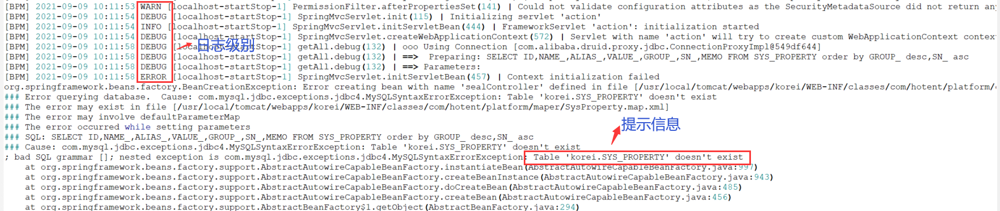 [BPM] 2021-09-09 10:11:53 WARN [localhost-startStop-1] PermissionFilter.afterPropertiesSet(141) | Could not validate configuration attributes as the SecurityMetadataSource did not return any
[BPM] 2021-09-09 10:11:54 DEBUG [localhost-startStop-1] SpringMvcServlet.init(115) | Initializing servlet 'action'
[BPM] 2021-09-09 10:11:54 INFO [localhost-startStop-1] SpringMvcServlet.initServletBean(444) | FrameworkServlet 'action': initialization started
[BPM] 2021-09-09 10:11:54 DEBUG [localhost-startStop-1] SpringMvcServlet.createWebApplicationContext(572) | Servlet with name 'action' will try to create custom WebApplicationContext context
日志级别
[BPM] 2021-09-09 10:11:58 DEBUG [localhost-startStop-1] getAll.debug(132) | ooo Using Connection [com.alibaba.druid.proxy.jdbc.ConnectionProxyImpl@549df644]
[BPM] 2021-09-09 10:11:58 DEBUG [localhost-startStop-1] getAll.debug(132) | ==>  Preparing: SELECT ID,NAME_,ALIAS_,VALUE_,GROUP_,SN_,MEMO FROM SYS_PROPERTY order by GROUP_ desc,SN_ asc
[BPM] 2021-09-09 10:11:58 DEBUG [localhost-startStop-1] getAll.debug(132) | ==> Parameters:
[BPM] 2021-09-09 10:11:58 ERROR [localhost-startStop-1] SpringMvcServlet.initServletBean(457) | Context initialization failed
org.springframework.beans.factory.BeanCreationException: Error creating bean with name 'sealController' defined in file [/usr/local/tomcat/webapps/korei/WEB-INF/classes/com/hotent/platform/
### Error querying database.  Cause: com.mysql.jdbc.exceptions.jdbc4.MySQLSyntaxErrorException: Table 'korei.SYS_PROPERTY' doesn't exist
### The error may exist in file [/usr/local/tomcat/webapps/korei/WEB-INF/classes/com/hotent/platform/maper/SysProperty.map.xml]
### The error may involve defaultParameterMap
### The error occurred while setting parameters
提示信息
### SQL: SELECT ID,NAME_,ALIAS_,VALUE_,GROUP_,SN_,MEMO FROM SYS_PROPERTY order by GROUP_ desc,SN_ asc
### Cause: com.mysql.jdbc.exceptions.jdbc4.MySQLSyntaxErrorException: Table 'korei.SYS_PROPERTY' doesn't exist
; bad SQL grammar []; nested exception is com.mysql.jdbc.exceptions.jdbc4.MySQLSyntaxErrorException: Table 'korei.SYS_PROPERTY' doesn't exist
at org.springframework.beans.factory.support.AbstractAutowireCapableBeanFactory.instantiateBean(AbstractAutowireCapableBeanFactory.java:997)
at org.springframework.beans.factory.support.AbstractAutowireCapableBeanFactory.createBeanInstance(AbstractAutowireCapableBeanFactory.java:943)
at org.springframework.beans.factory.support.AbstractAutowireCapableBeanFactory.doCreateBean(AbstractAutowireCapableBeanFactory.java:485)
at org.springframework.beans.factory.support.AbstractAutowireCapableBeanFactory.createBean(AbstractAutowireCapableBeanFactory.java:456)
at org.springframework.beans.factory.support.AbstractBeanFactory$1.getObject(AbstractBeanFactory.java:294)